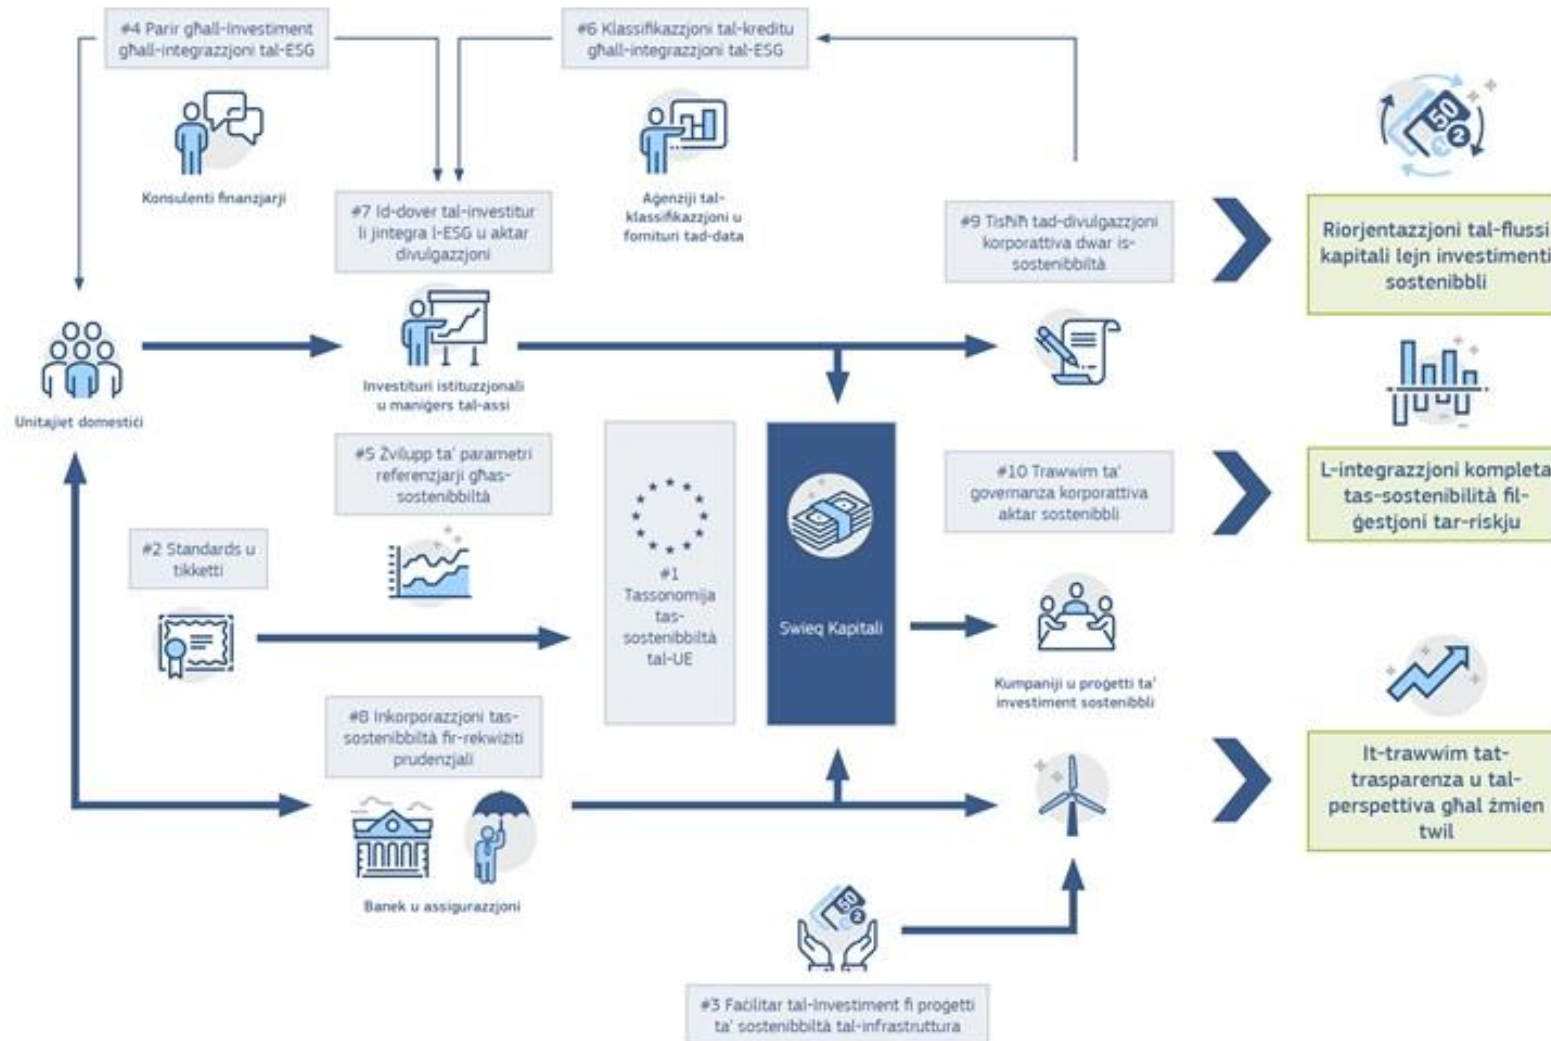 #4 Parir għall-Investiment
għall-integrazzjoni tal-ESG
#6 Klassifikazzjoni tal-kreditu
għall-integrazzjoni tal-ESG
50
2
Konsulenti finanzjarji
Aġenziji tal-
klassifikazzjoni u
fornituri tad-data
#7 Id-dover tal-investitur
li jintegra l-ESG u aktar
divulgazzjoni
#9 Tisħiħ tad-divulgazzjoni
korporattiva dwar is-
sostenibbiltà
Riorjentazzjoni tal-flussi
kapitali lejn investimenti
sostenibbli
Unitajiet domestiċi
Investituri istituzzjonali
u maniġers tal-assi
#5 Żvilupp ta' parametri
referenzjarji għas-
sostenibbiltà
#10 Trawwim ta'
governanza korporattiva
aktar sostenibbli
L-integrazzjoni kompleta
tas-sostenibilità fil-
ġestjoni tar-riskju
#2 Standards u
tikketti
#1
Tassonomija
tas-
sostenibbiltà
tal-UE
Swieq Kapitali
Kumpaniji u proġetti ta'
investiment sostenibbli
#8 Inkorporazzjoni tas-
sostenibbiltà fir-rekwiżiti
prudenzjali
It-trawwim tat-
trasparenza u tal-
perspettiva għal żmien
twil
Banek u assigurazzjoni
50
2
#3 Faċilitar tal-Investiment fi proġetti
ta' sostenibbiltà tal-infrastruttura